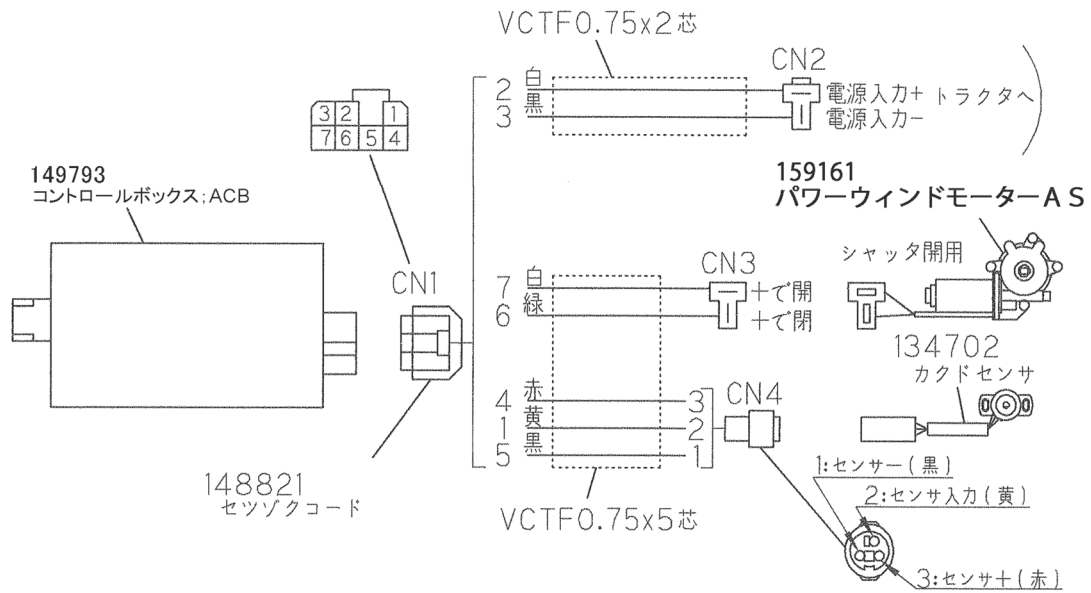 VCTF0.75x2芯
CN2
2 白
3 黒
電源入力+
電源入力-
トラクタへ
3 2 1
7 6 5 4
149793
コントロールボックス;ACB
159161
パワーウィンドモーターAS
シャッタ開用
CN1
CN3
7 白
6 緑
+で開
+で閉
134702
カクドセンサ
4 赤 3
1 黄 2
5 黒 1
CN4
148821
セツゾクコード
VCTF0.75x5芯
1:センサー(黒)
2:センサ入力(黄)
3:センサ+(赤)